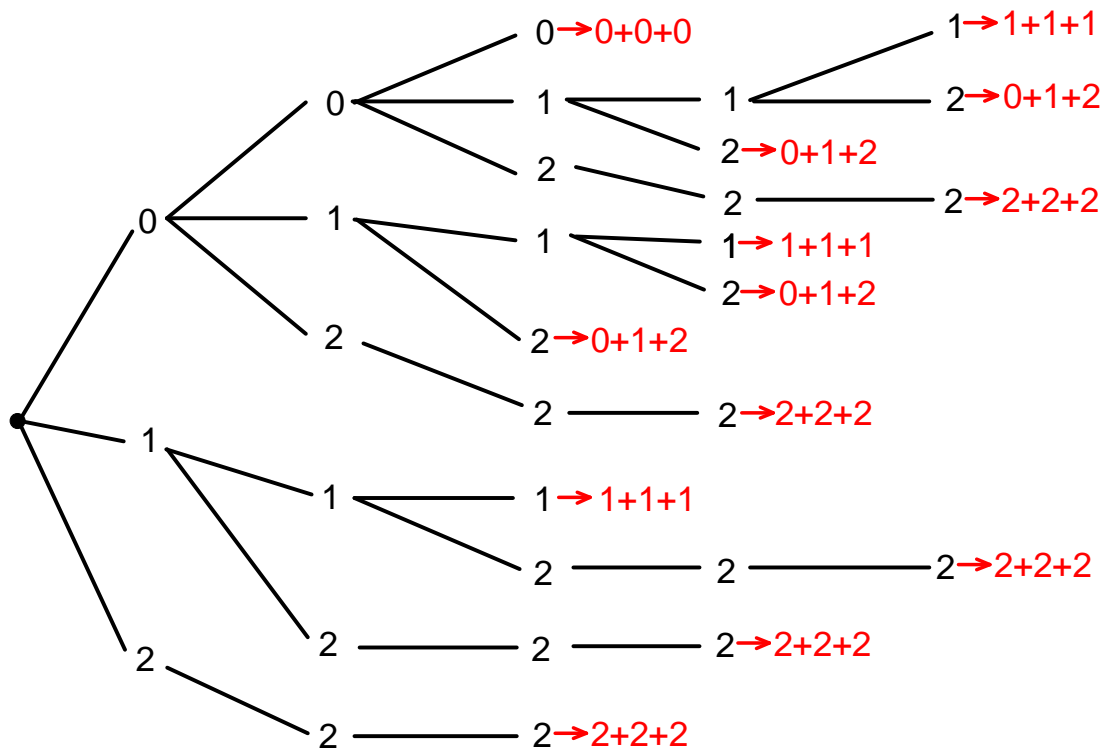 0→0+0+0
1→1+1+1
0 1 1 2→0+1+2
2→0+1+2
2 2 2→2+2+2
0 1 1 1→1+1+1
2→0+1+2
2 2→0+1+2
2 2→2+2+2
1
1 1→1+1+1
2 2 2→2+2+2
2 2 2→2+2+2
2
2 2→2+2+2